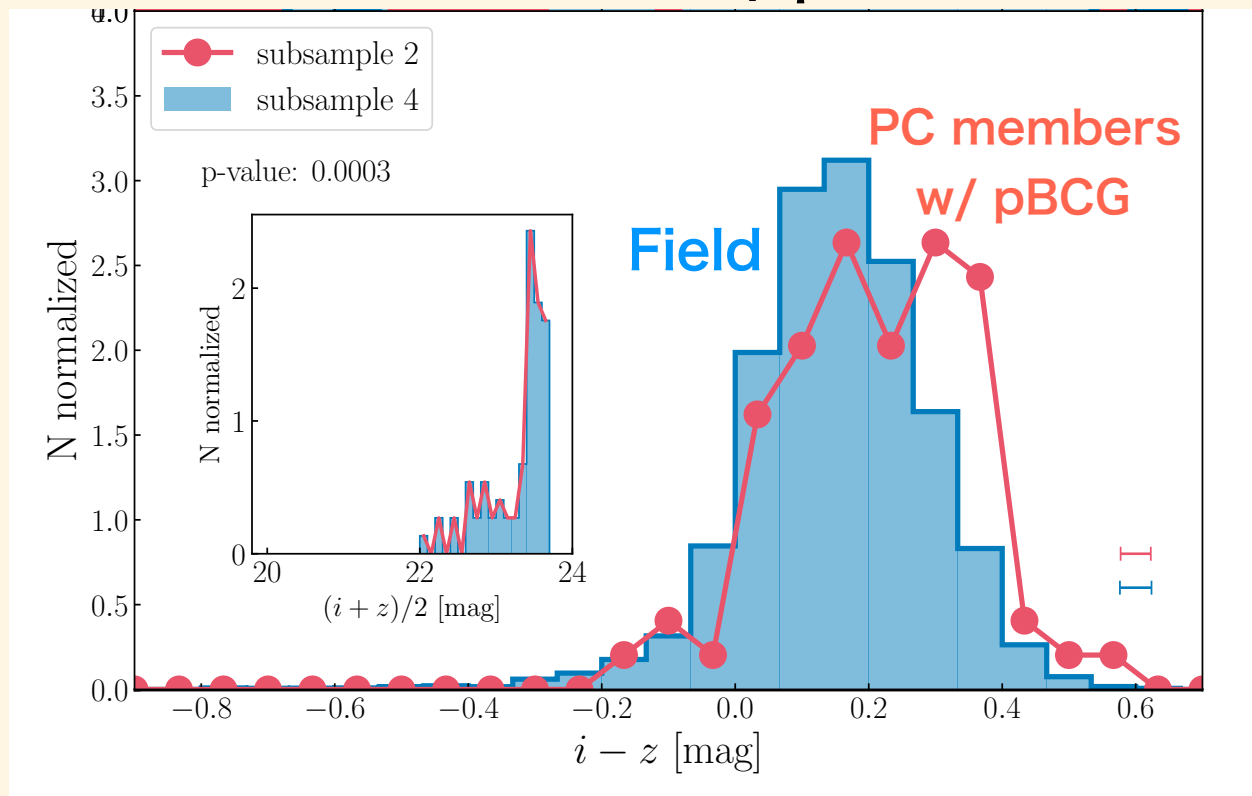 4.0
subsample 2
subsample 4
p-value: 0.0003
PC members
w/ pBCG
Field
N normalized
3.5
3.0
2.5
2.0
1.5
1.0
0.5
0.0
N normalized
2
1
0
20 22 24
(i + z)/2 [mag]
−0.8 −0.6 −0.4 −0.2 0.0 0.2 0.4 0.6
i − z [mag]